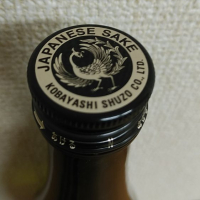 JAPANESE SAKE
KOBAYASHI SHUZO CO., LTD.